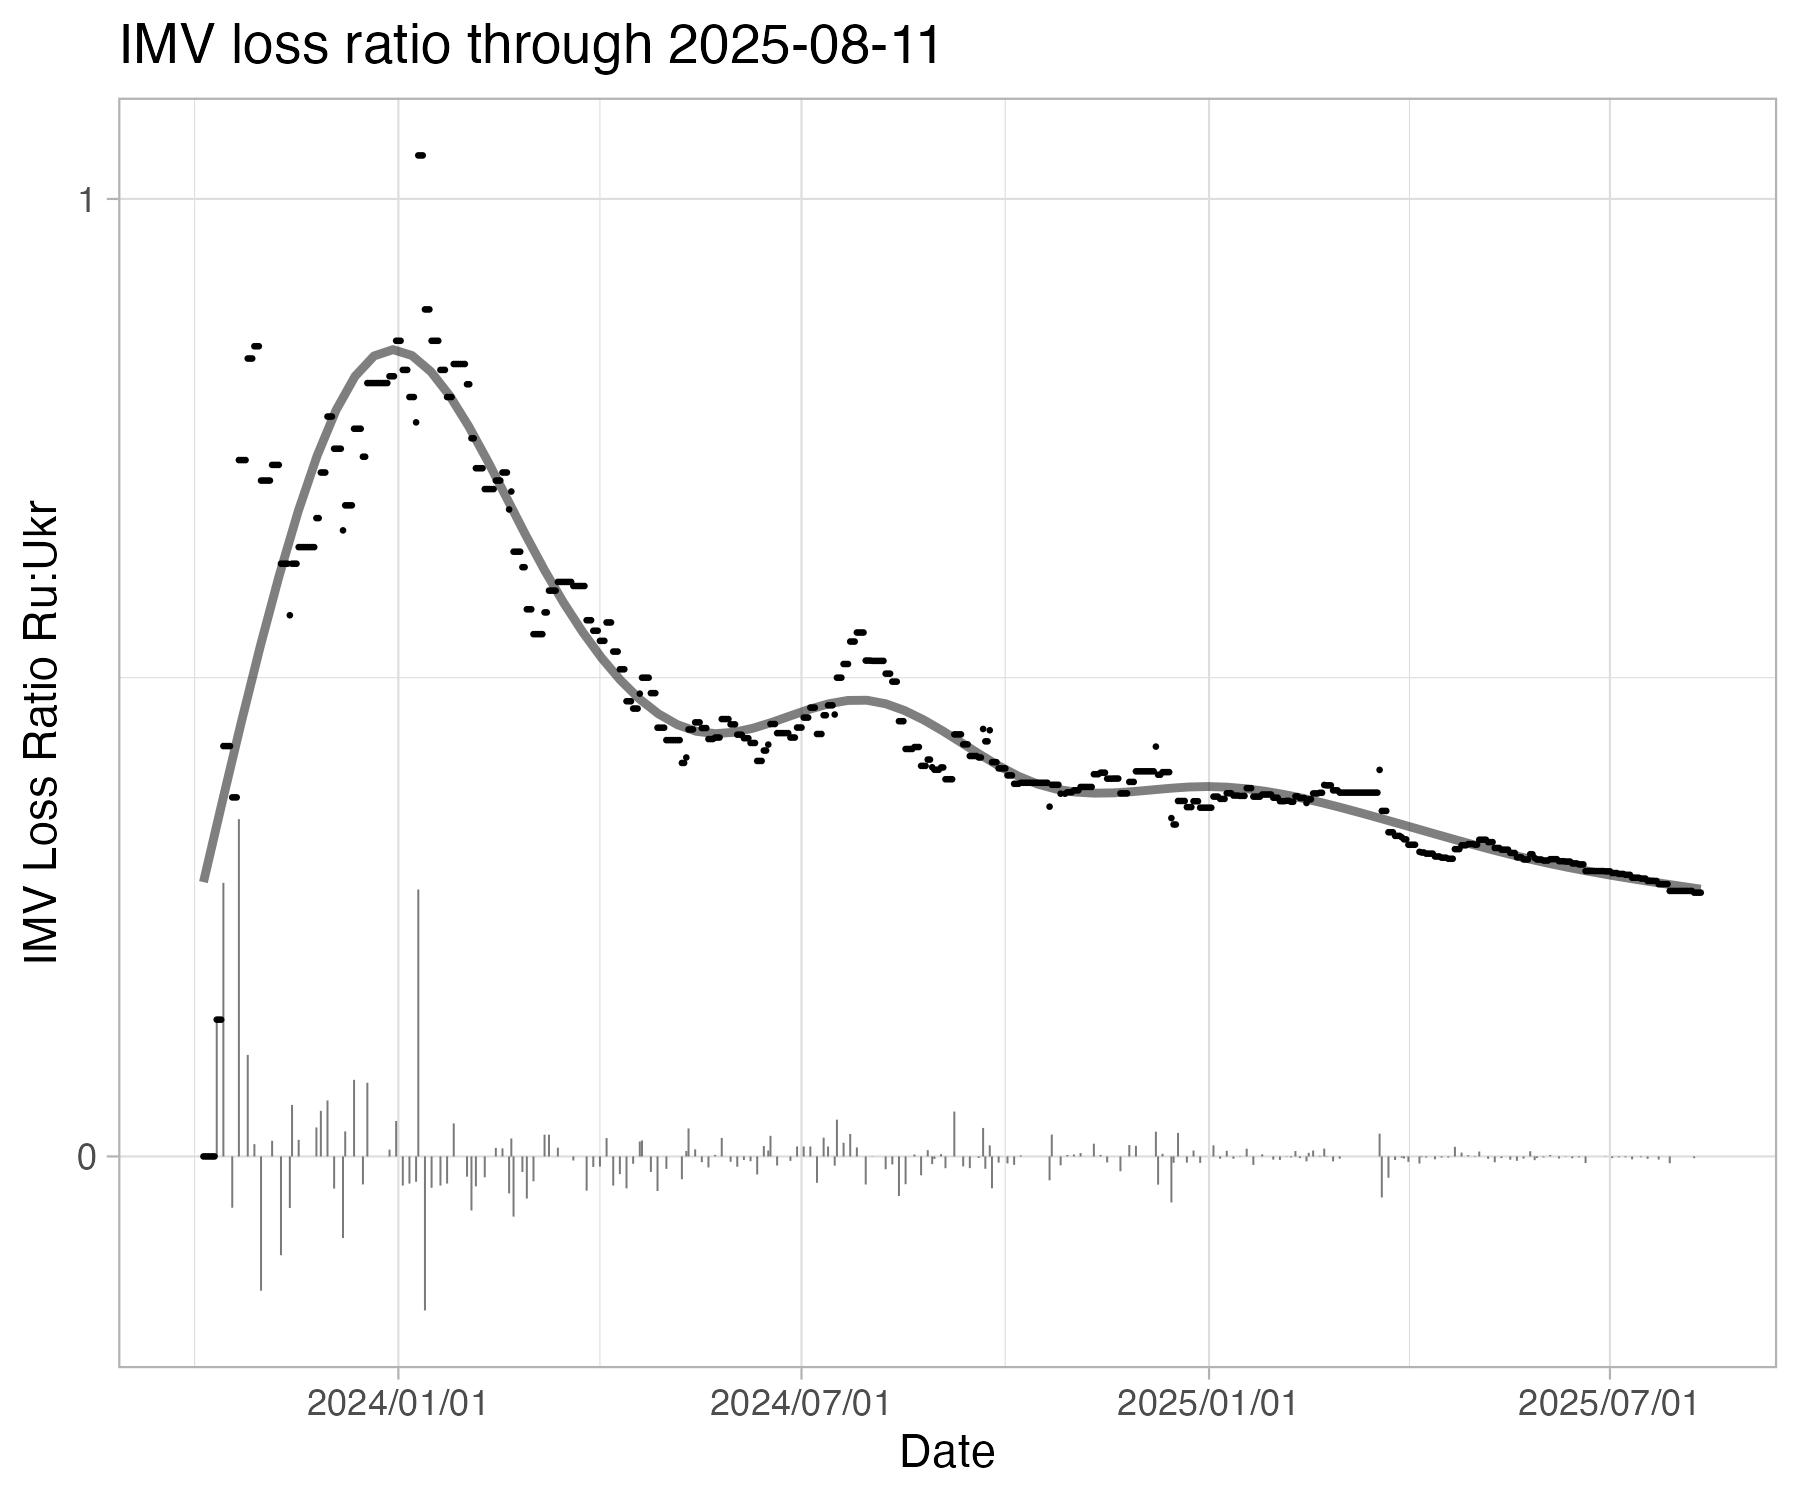 IMV loss ratio through 2025-08-11
IMV Loss Ratio Ru:Ukr
1
0
2024/01/01
2024/07/01
2025/01/01
2025/07/01
Date